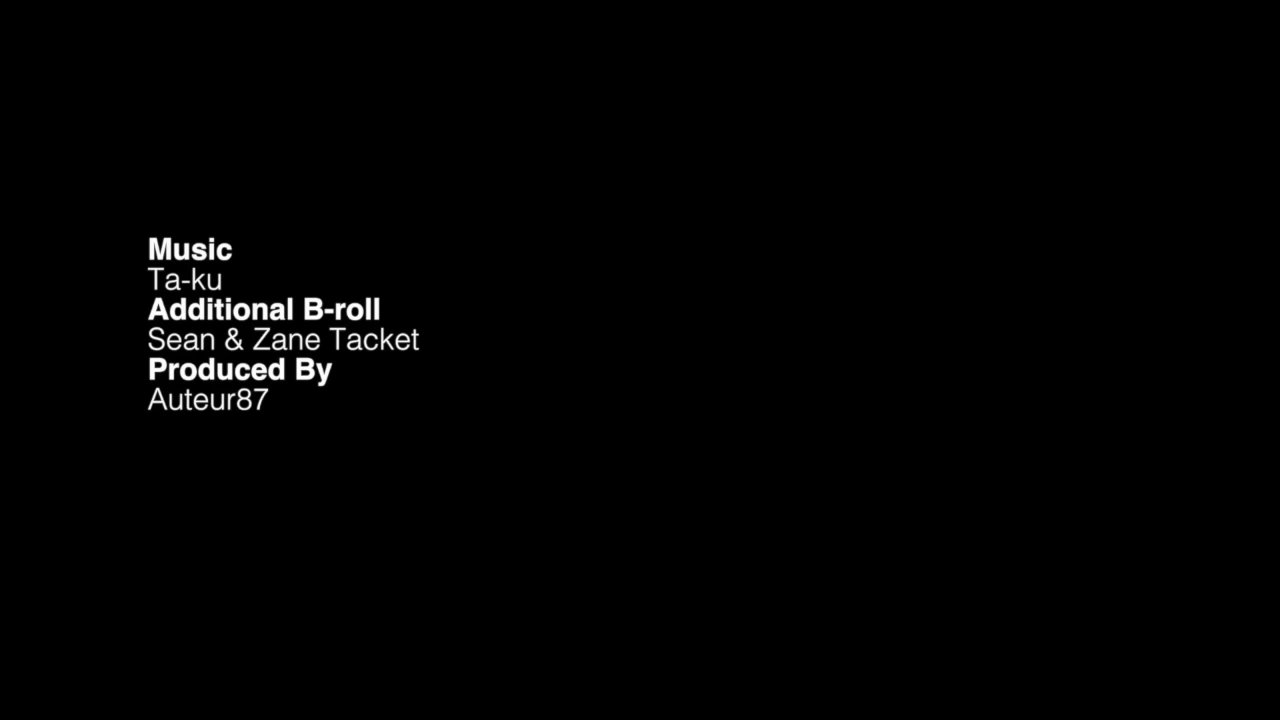 Music
Ta-ku
Additional B-roll
Sean & Zane Tacket
Produced By
Auteur87